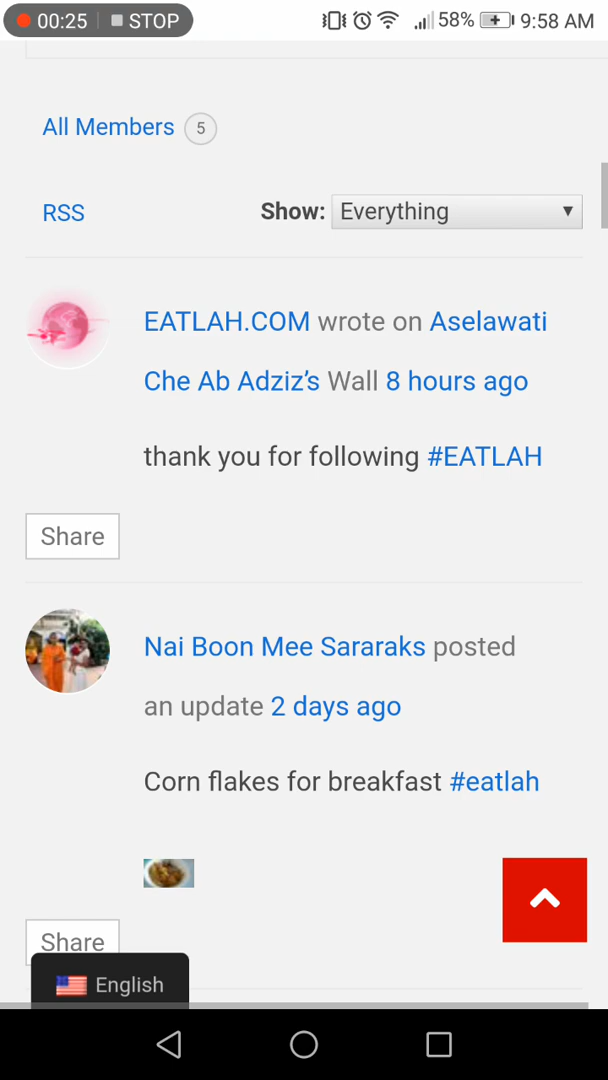 00:25 STOP 58% 9:58 AM
All Members 5
RSS Show: Everything
EATLAH.COM wrote on Aselawati
Che Ab Adziz’s Wall 8 hours ago
thank you for following #EATLAH
Share
Nai Boon Mee Sararaks posted
an update 2 days ago
Corn flakes for breakfast #eatlah
Share
English